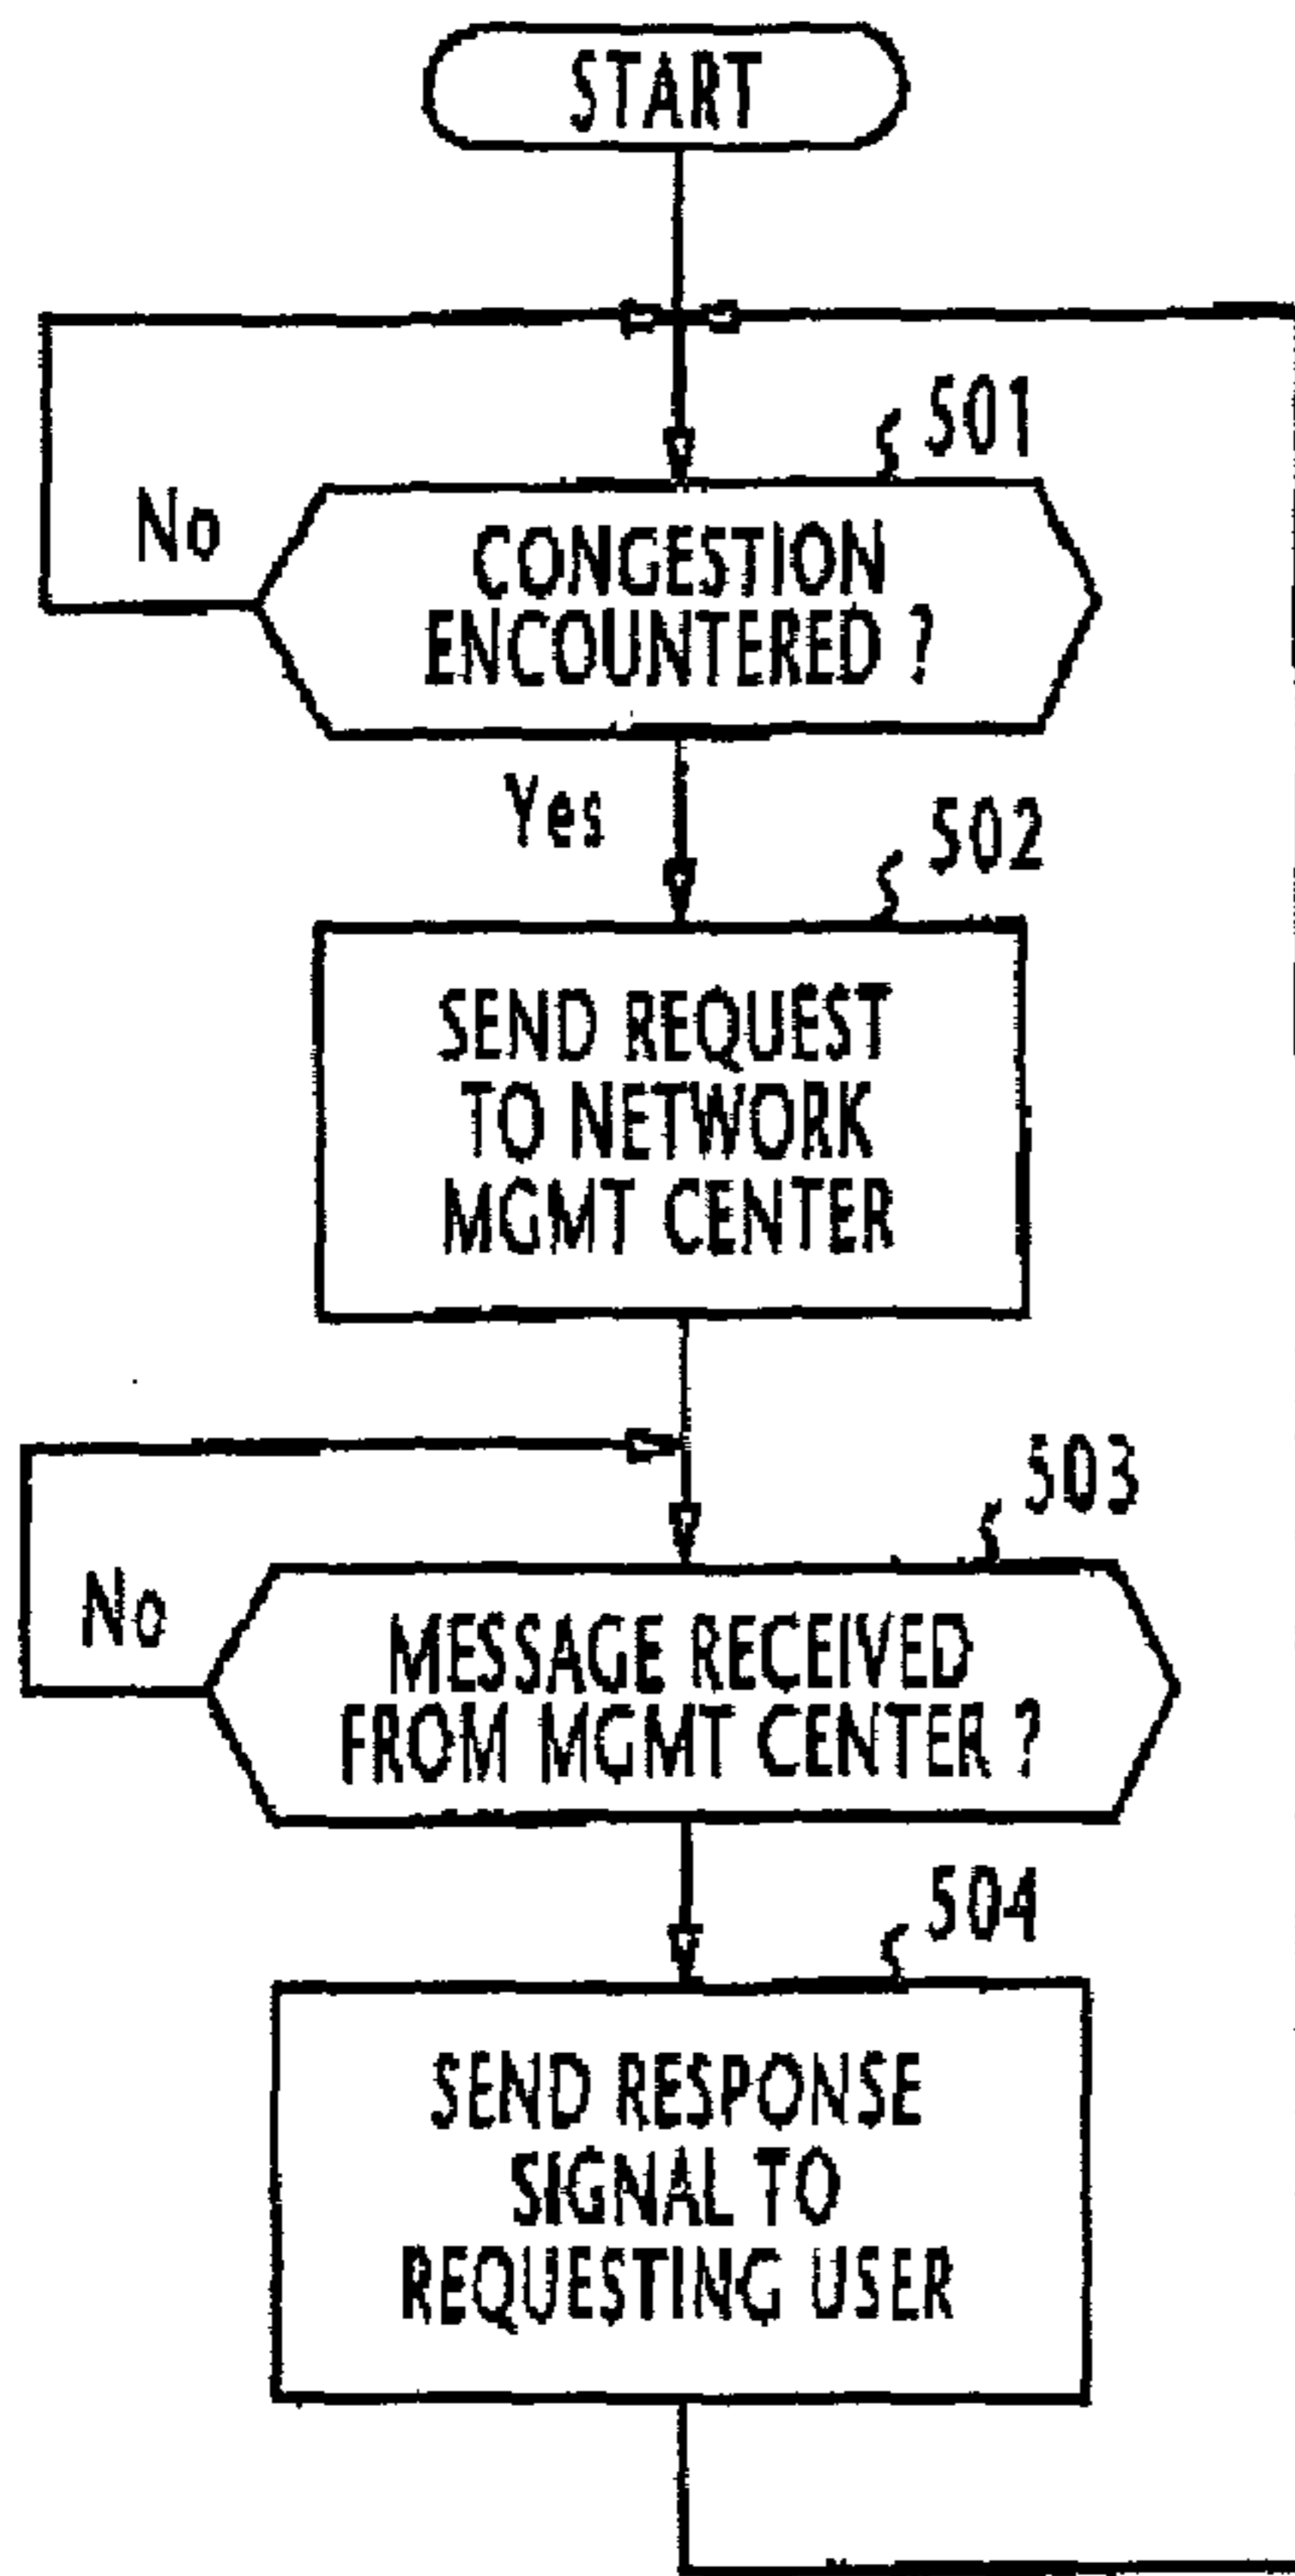 START
501
No
CONGESTION
ENCOUNTERED ?
Yes
502
SEND REQUEST
TO NETWORK
MGMT CENTER
503
No
MESSAGE RECEIVED
FROM MGMT CENTER ?
504
SEND RESPONSE
SIGNAL TO
REQUESTING USER